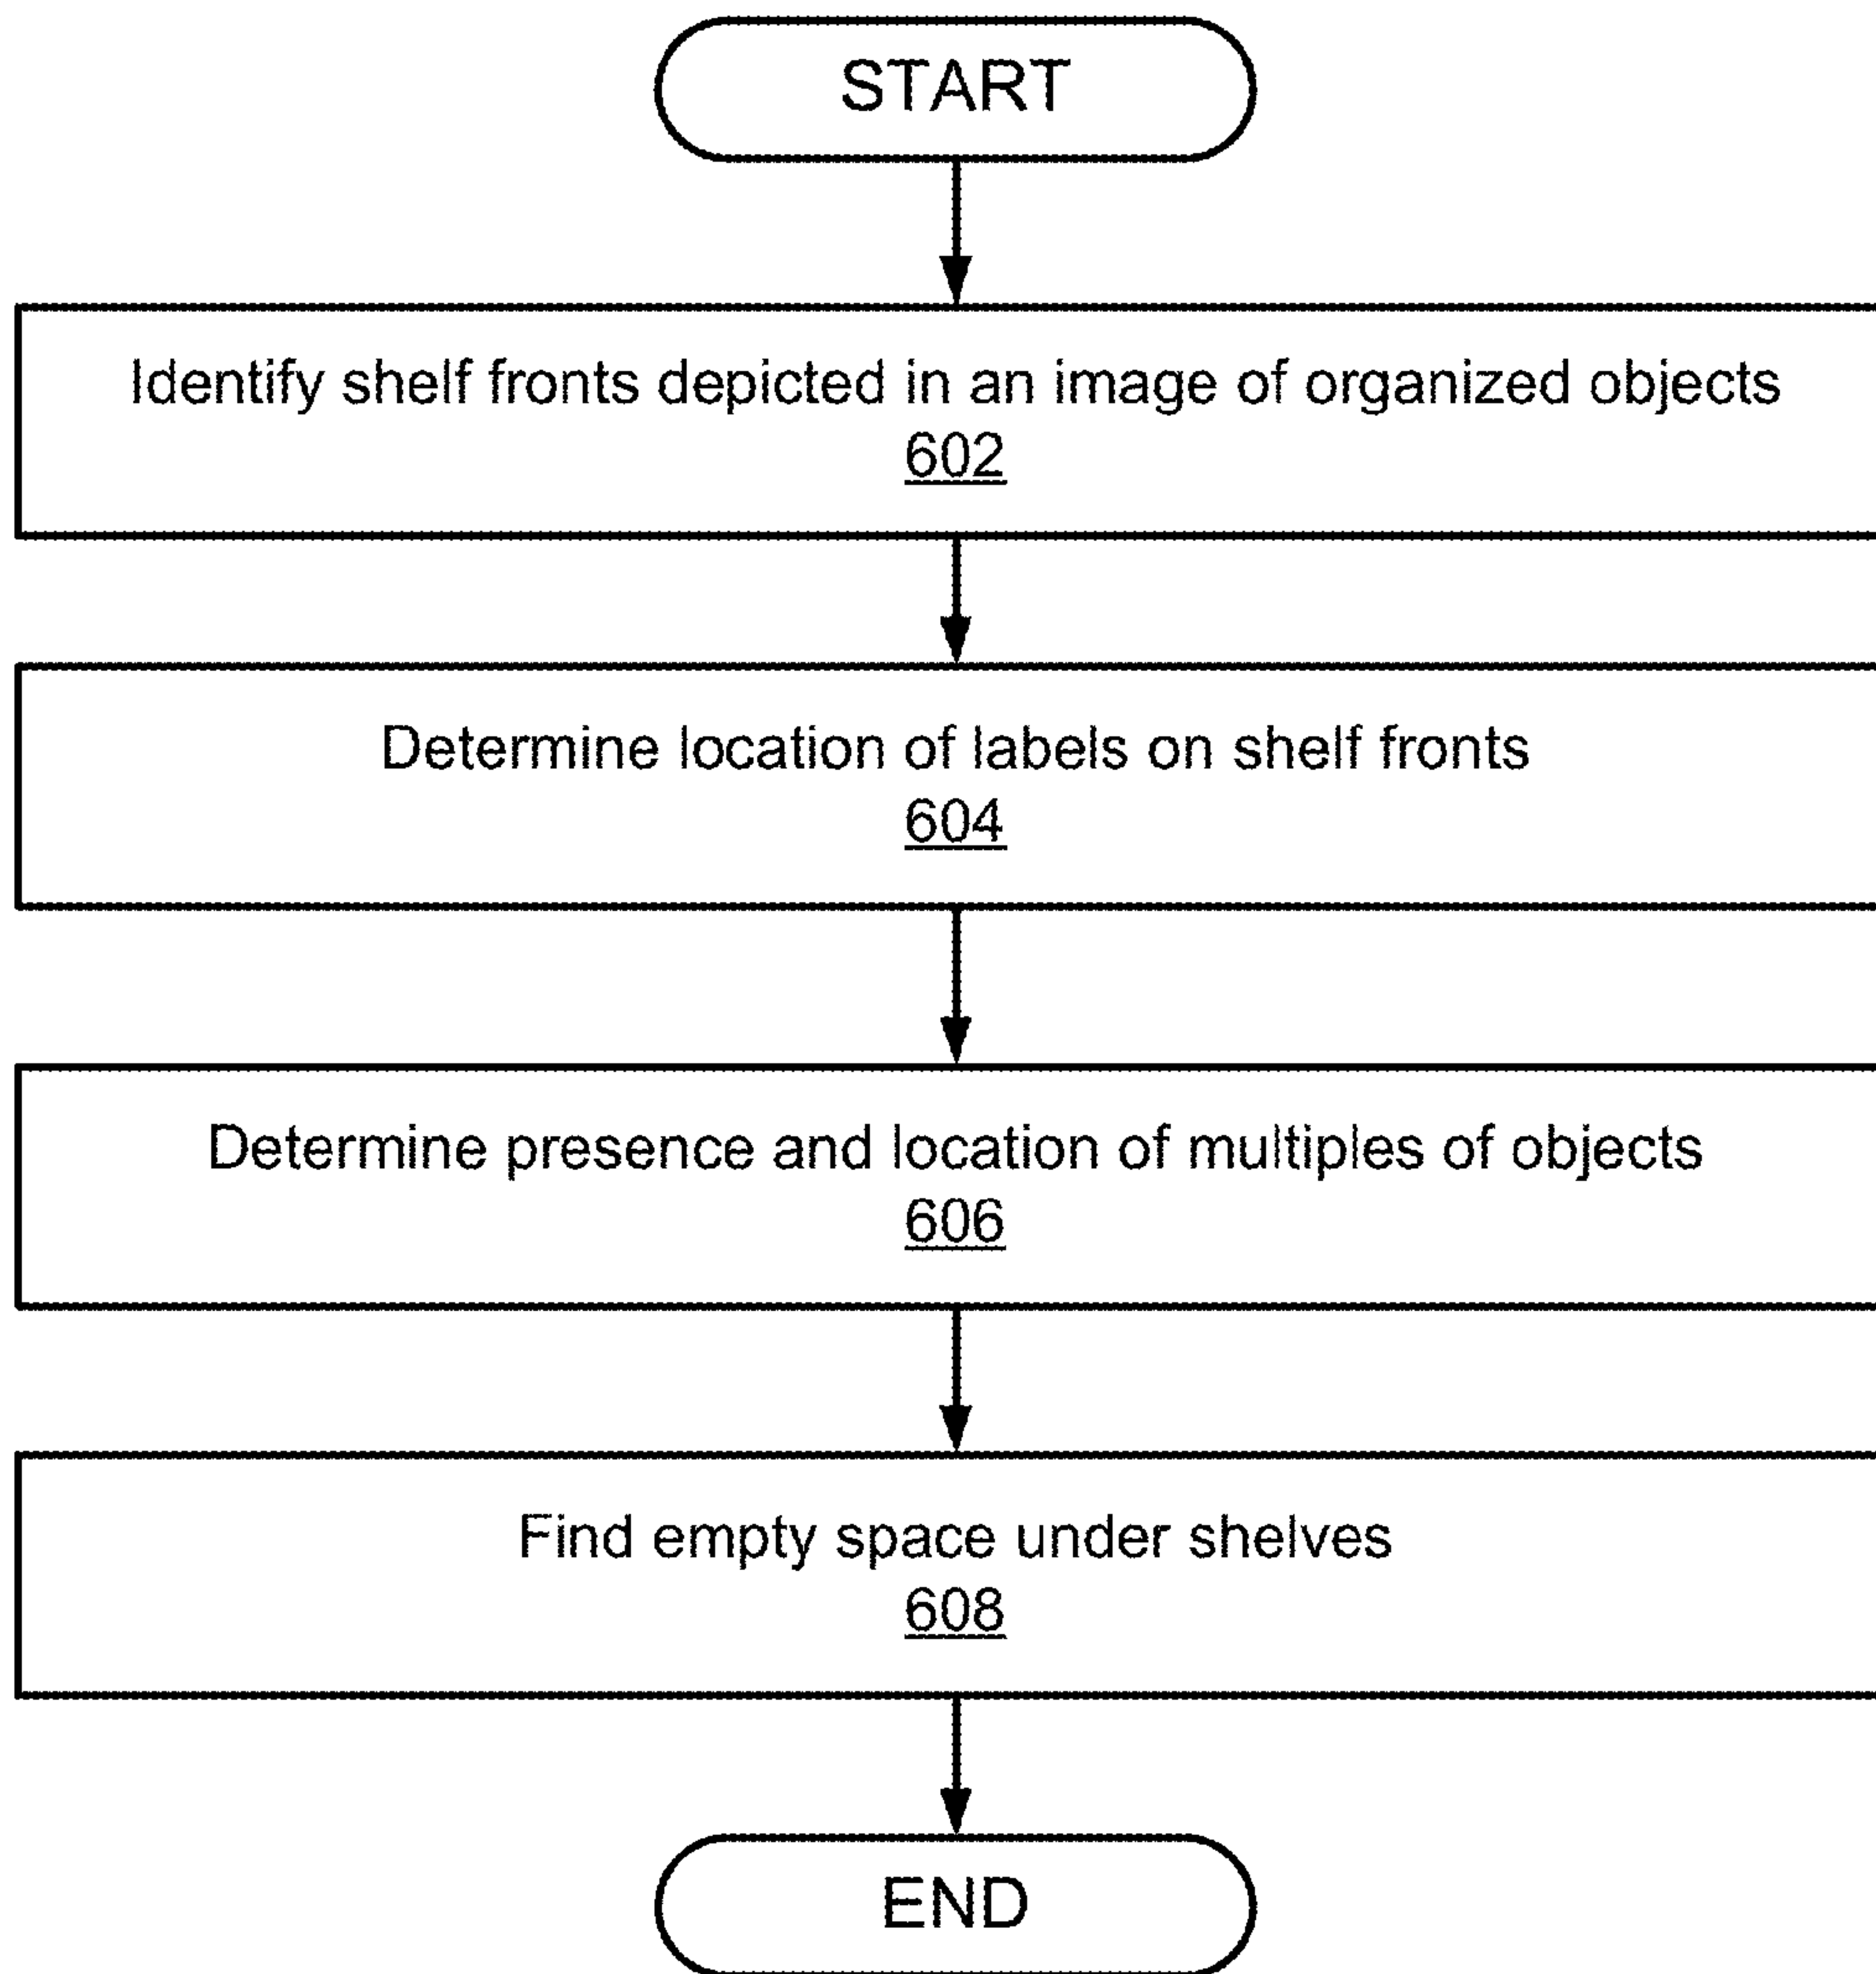 START
Identify shelf fronts depicted in an image of organized objects
602
Determine location of labels on shelf fronts
604
Determine presence and location of multiples of objects
606
Find empty space under shelves
608
END